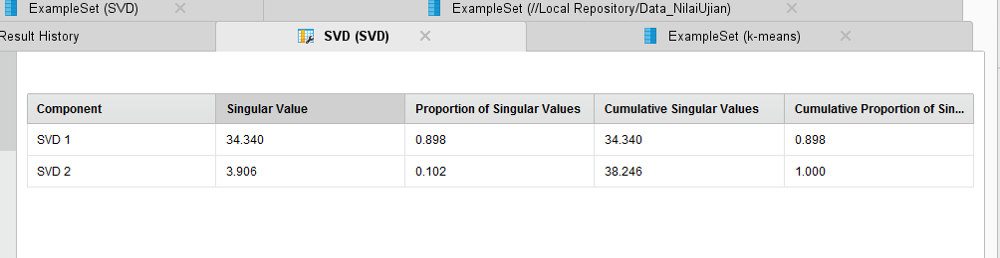 ExampleSet (SVD) ExampleSet (//Local Repository/Data_NilaiUjian)
Result History SVD (SVD) ExampleSet (k-means)
Component Singular Value Proportion of Singular Values Cumulative Singular Values Cumulative Proportion of Sin...
SVD 1 34.340 0.898 34.340 0.898
SVD 2 3.906 0.102 38.246 1.000